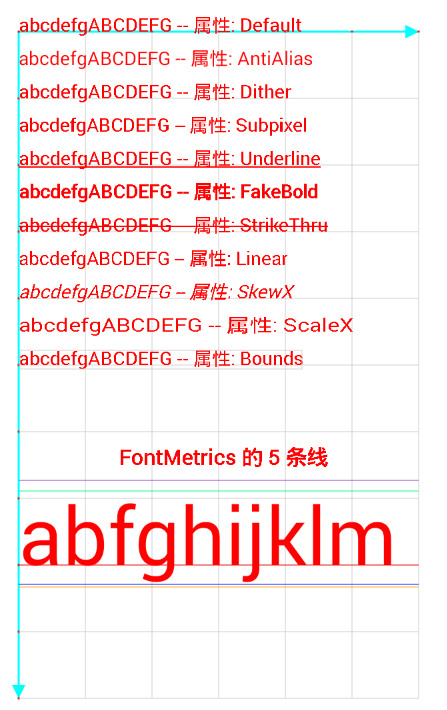 abcdefgABCDEFG -- 属性: Default
abcdefgABCDEFG -- 属性: AntiAlias
abcdefgABCDEFG -- 属性: Dither
abcdefgABCDEFG -- 属性: Subpixel
abcdefgABCDEFG -- 属性: Underline
abcdefgABCDEFG -- 属性: FakeBold
abcdefgABCDEFG -- 属性: StrikeThru
abcdefgABCDEFG -- 属性: Linear
abcdefgABCDEFG -- 属性: SkewX
abcdefgABCDEFG -- 属性: ScaleX
abcdefgABCDEFG -- 属性: Bounds
FontMetrics 的 5 条线
abfghijklm